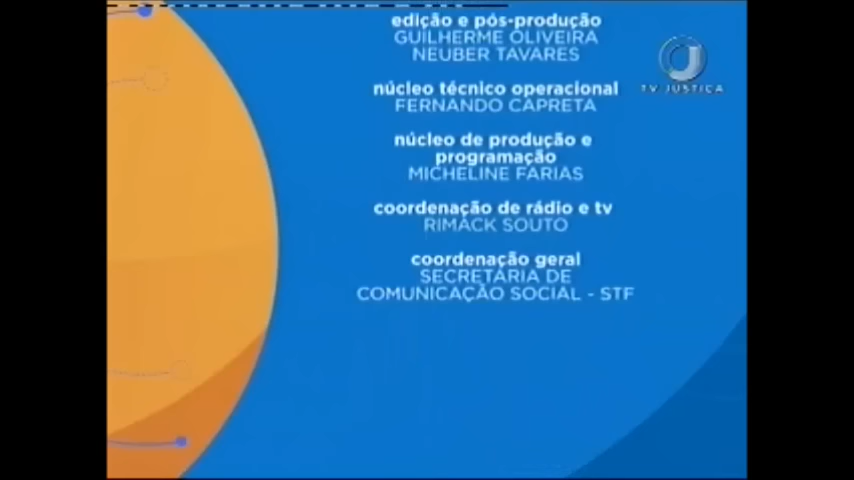 edição e pós-produção
GUILHERME OLIVEIRA
NEUBER TAVARES
TV JUSTIÇA
núcleo técnico operacional
FERNANDO CAPRETA
núcleo de produção e
programação
MICHELINE FARIAS
coordenação de rádio e tv
RIMACK SOUTO
coordenação geral
SECRETARIA DE
COMUNICAÇÃO SOCIAL - STF